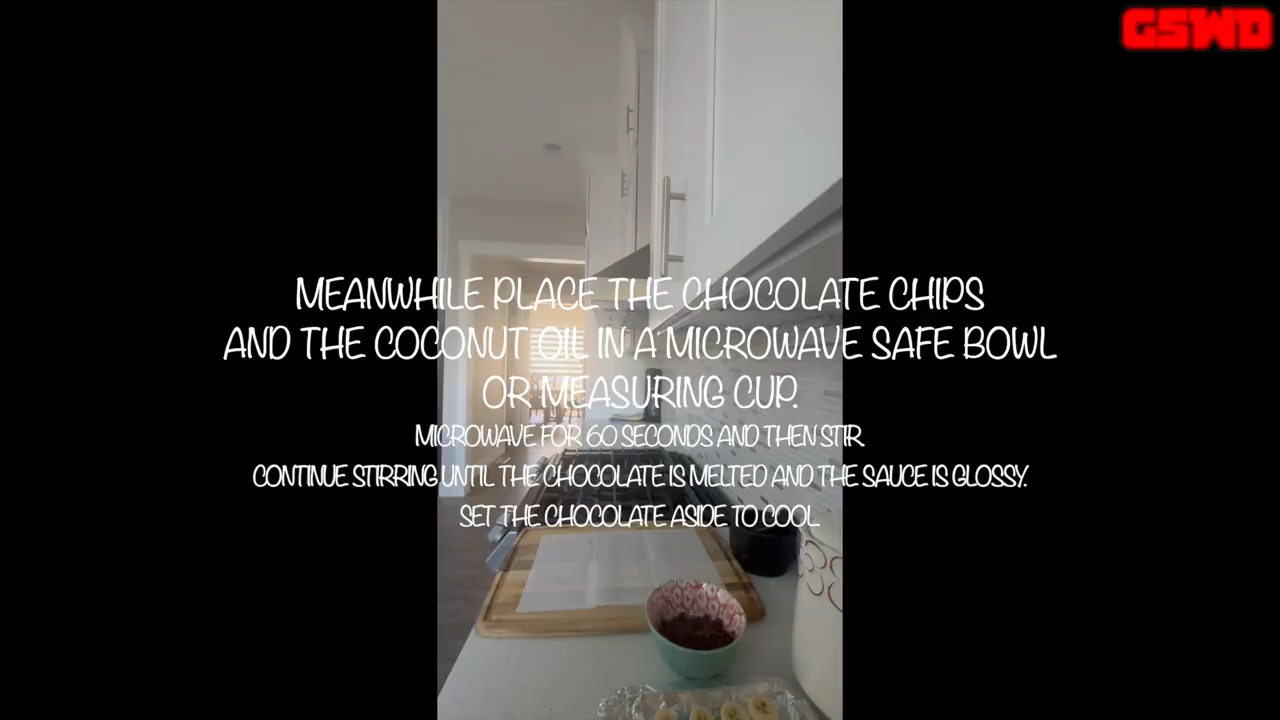 GSWD
MEANWHILE PLACE THE CHOCOLATE CHIPS
AND THE COCONUT OIL IN A MICROWAVE SAFE BOWL
OR MEASURING CUP.
MICROWAVE FOR 60 SECONDS AND THEN STIR.
CONTINUE STIRRING UNTIL THE CHOCOLATE IS MELTED AND THE SAUCE IS GLOSSY.
SET THE CHOCOLATE ASIDE TO COOL